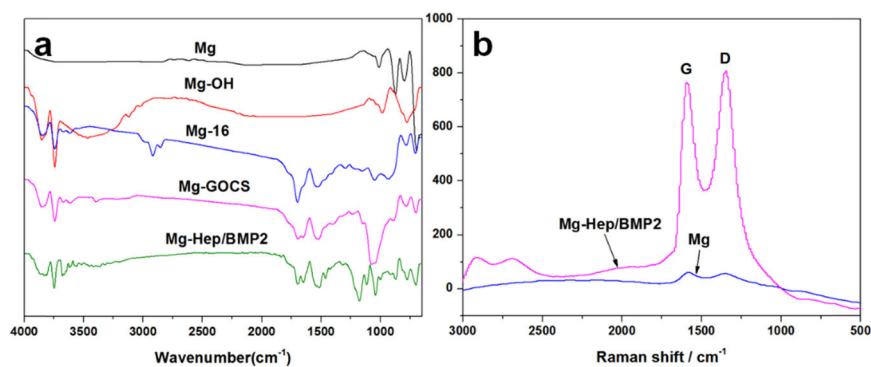 a
Mg
Mg-OH
Mg-16
Mg-GOCS
Mg-Hep/BMP2
4000 3500 3000 2500 2000 1500 1000
Wavenumber(cm⁻¹)
b
1000
800
600
400
200
0
G D
Mg-Hep/BMP2
Mg
3000 2500 2000 1500 1000 500
Raman shift / cm⁻¹